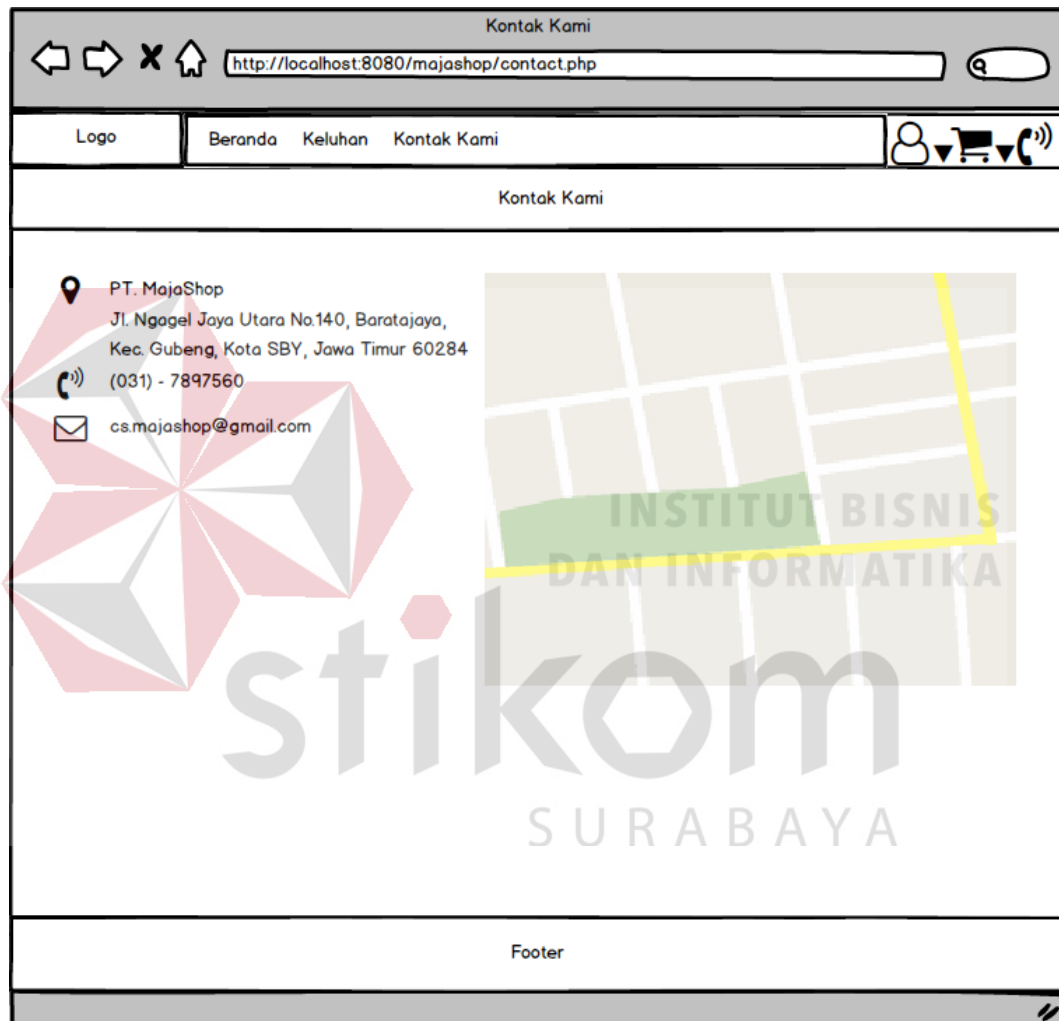 Kontak Kami
http://localhost:8080/majashop/contact.php
Logo
Beranda Keluhan Kontak Kami
Kontak Kami
PT. MajaShop
Jl. Ngagel Jaya Utara No.140, Baratajaya,
Kec. Gubeng, Kota SBY, Jawa Timur 60284
(031) - 7897560
cs.majashop@gmail.com
INSTITUT BISNIS
DAN INFORMATIKA
stikom
SURABAYA
Footer